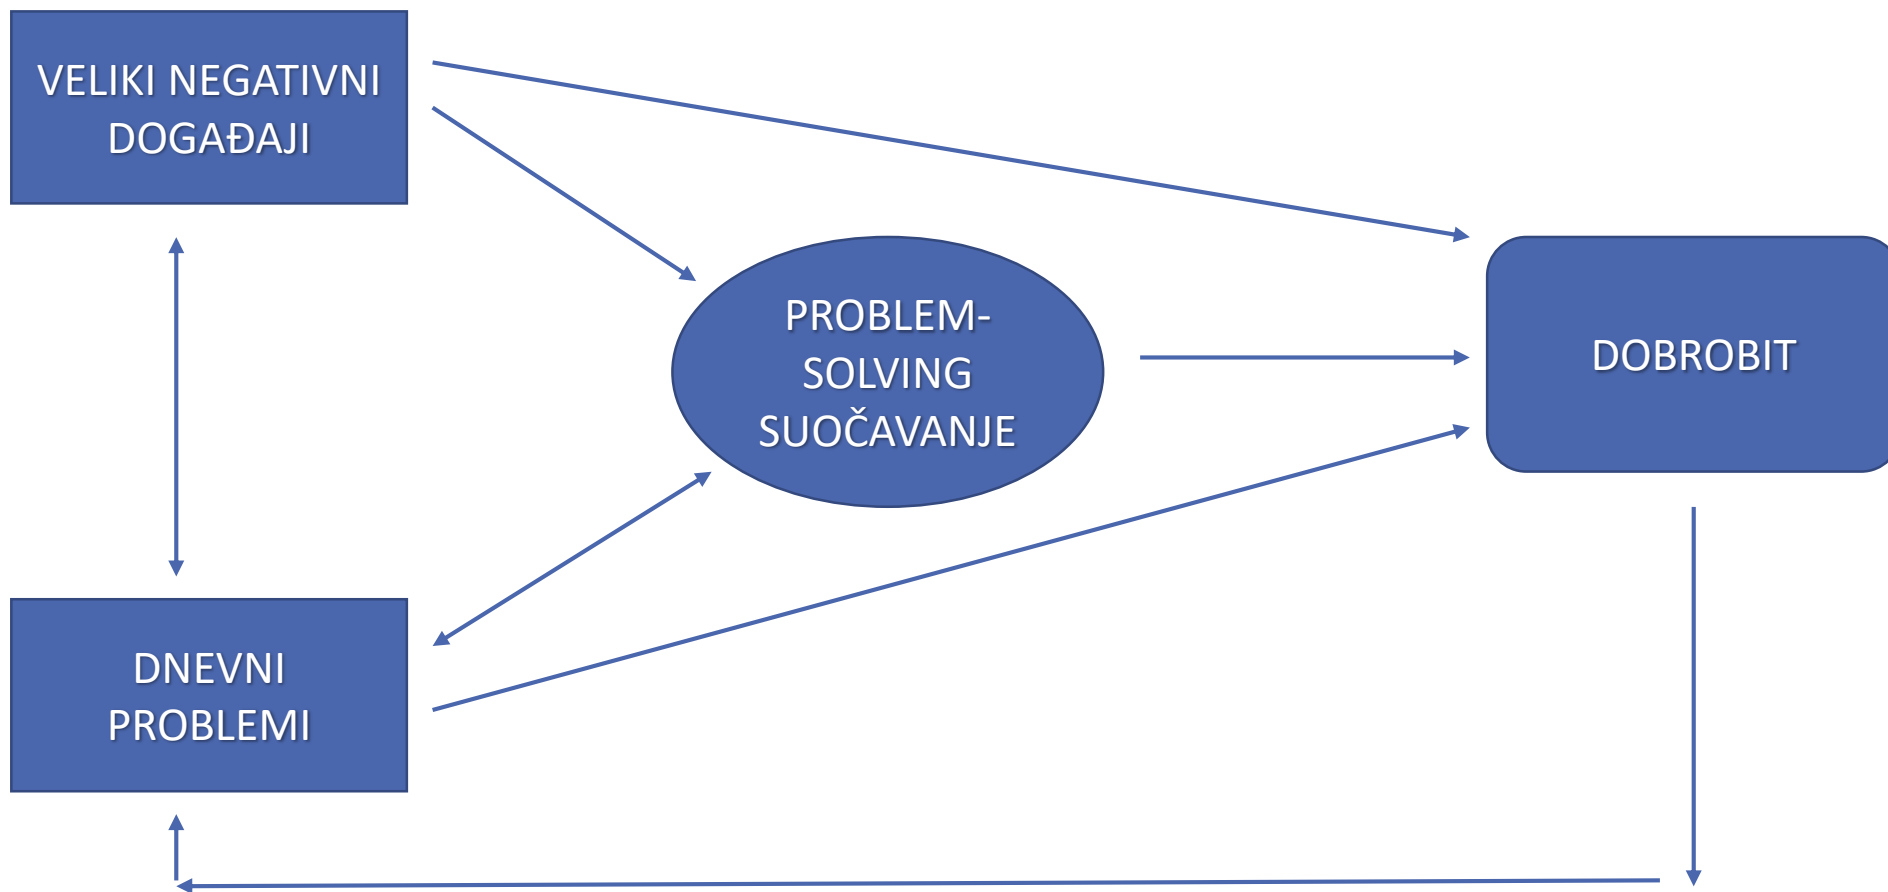 VELIKI NEGATIVNI
DOGAĐAJI
PROBLEM-
SOLVING
SUOČAVANJE
DOBROBIT
DNEVNI
PROBLEMI